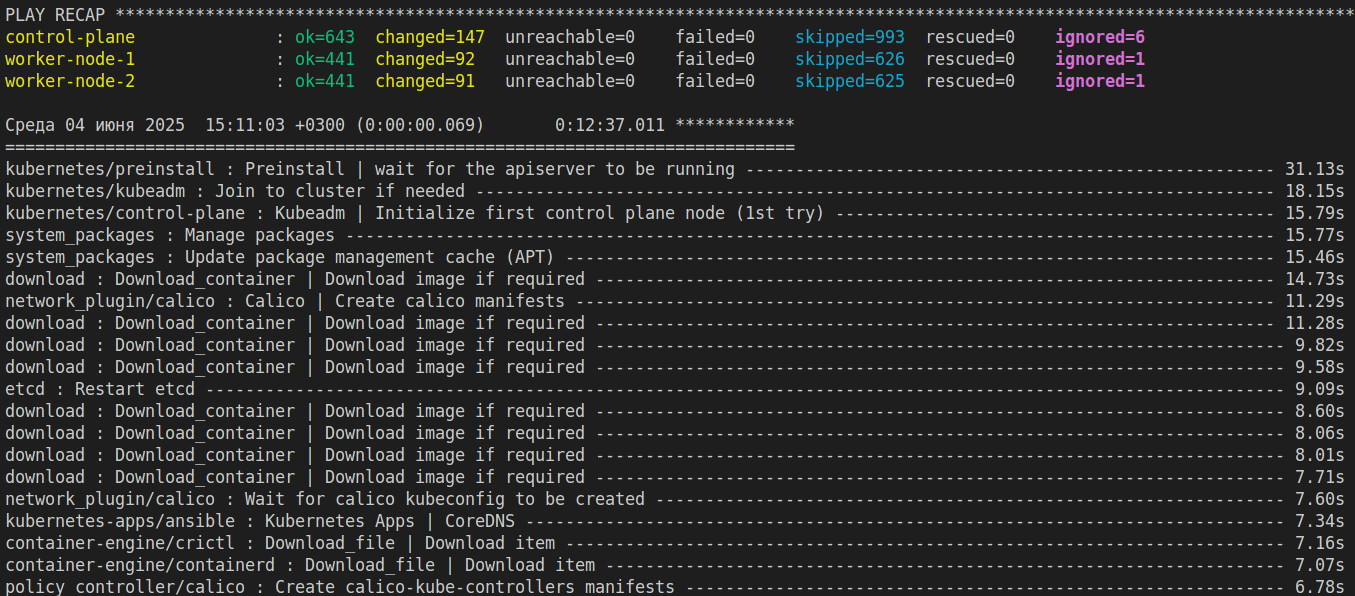 PLAY RECAP ****************************************************************************************************************************
control-plane              : ok=643  changed=147  unreachable=0    failed=0    skipped=993  rescued=0    ignored=6
worker-node-1              : ok=441  changed=92   unreachable=0    failed=0    skipped=626  rescued=0    ignored=1
worker-node-2              : ok=441  changed=91   unreachable=0    failed=0    skipped=625  rescued=0    ignored=1
Среда 04 июня 2025  15:11:03 +0300 (0:00:00.069)       0:12:37.011 ************
===============================================================================
kubernetes/preinstall : Preinstall | wait for the apiserver to be running ----------------------------------------------------- 31.13s
kubernetes/kubeadm : Join to cluster if needed -------------------------------------------------------------------------------- 18.15s
kubernetes/control-plane : Kubeadm | Initialize first control plane node (1st try) -------------------------------------------- 15.79s
system_packages : Manage packages --------------------------------------------------------------------------------------------- 15.77s
system_packages : Update package management cache (APT) ----------------------------------------------------------------------- 15.46s
download : Download_container | Download image if required -------------------------------------------------------------------- 14.73s
network_plugin/calico : Calico | Create calico manifests ---------------------------------------------------------------------- 11.29s
download : Download_container | Download image if required -------------------------------------------------------------------- 11.28s
download : Download_container | Download image if required --------------------------------------------------------------------- 9.82s
download : Download_container | Download image if required --------------------------------------------------------------------- 9.58s
etcd : Restart etcd ------------------------------------------------------------------------------------------------------------ 9.09s
download : Download_container | Download image if required --------------------------------------------------------------------- 8.60s
download : Download_container | Download image if required --------------------------------------------------------------------- 8.06s
download : Download_container | Download image if required --------------------------------------------------------------------- 8.01s
download : Download_container | Download image if required --------------------------------------------------------------------- 7.71s
network_plugin/calico : Wait for calico kubeconfig to be created --------------------------------------------------------------- 7.60s
kubernetes-apps/ansible : Kubernetes Apps | CoreDNS ---------------------------------------------------------------------------- 7.34s
container-engine/crictl : Download_file | Download item ------------------------------------------------------------------------ 7.16s
container-engine/containerd : Download_file | Download item -------------------------------------------------------------------- 7.07s
policy_controller/calico : Create calico-kube-controllers manifests ------------------------------------------------------------ 6.78s